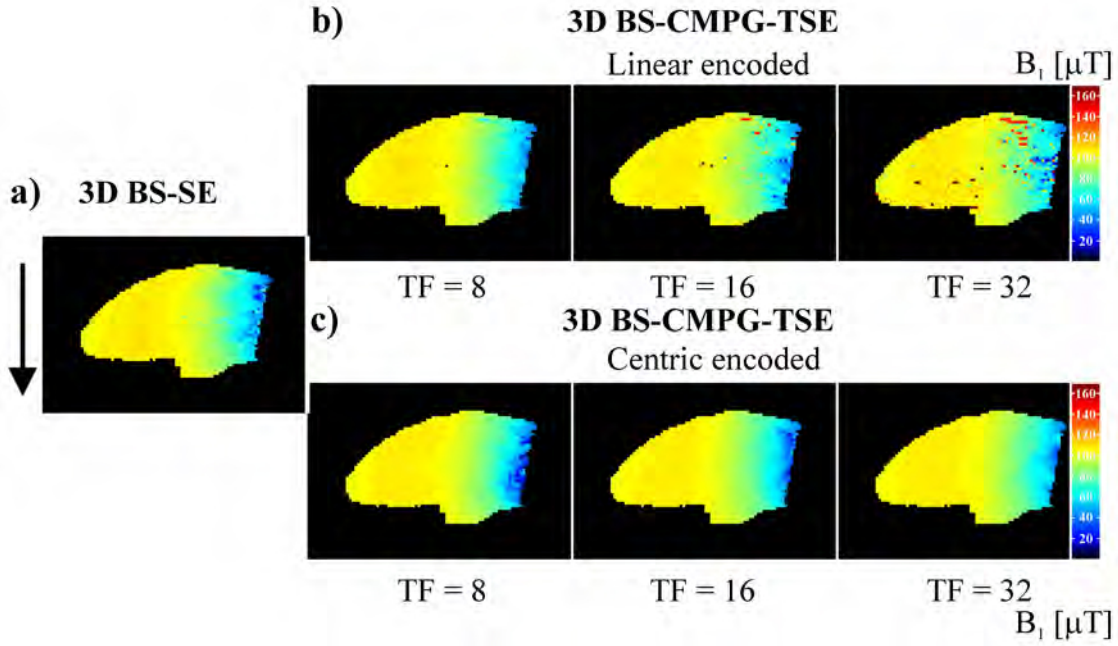 b) 3D BS-CMPG-TSE
Linear encoded
B₁ [μT]
160
140
120
100
80
60
40
20
a) 3D BS-SE
TF = 8
TF = 16
TF = 32
c) 3D BS-CMPG-TSE
Centric encoded
160
140
120
100
80
60
40
20
TF = 8
TF = 16
TF = 32
B₁ [μT]